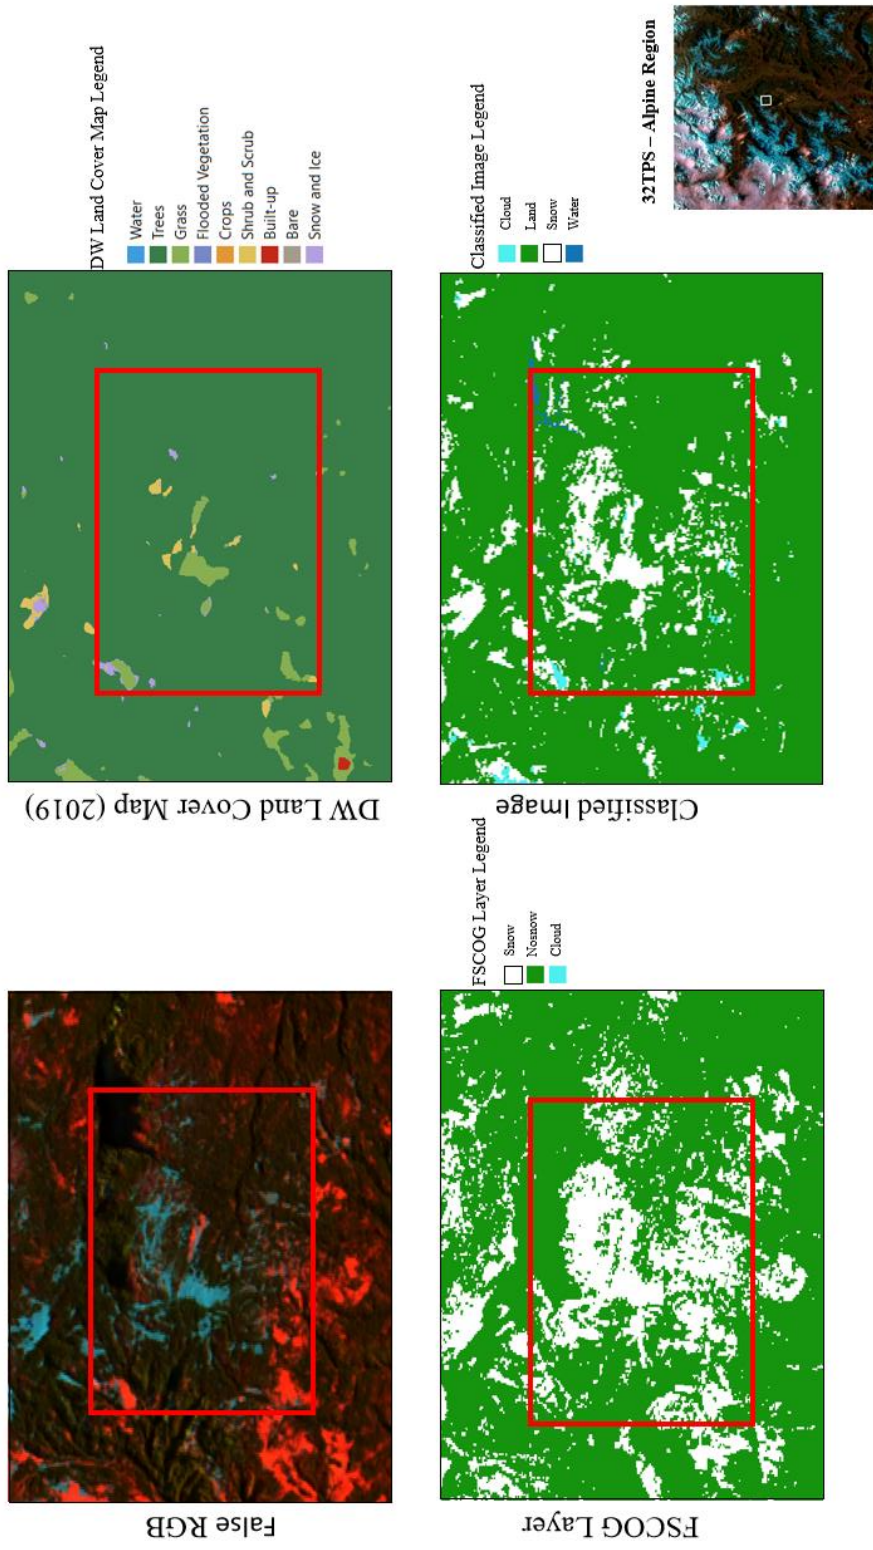 False RGB
DW Land Cover Map (2019)
DW Land Cover Map Legend
Water
Trees
Grass
Flooded Vegetation
Crops
Shrub and Scrub
Built-up
Bare
Snow and Ice
FSCOG Layer
FSCOG Layer Legend
Snow
Nosnow
Cloud
Classified Image
Classified Image Legend
Cloud
Land
Snow
Water
32TPS – Alpine Region